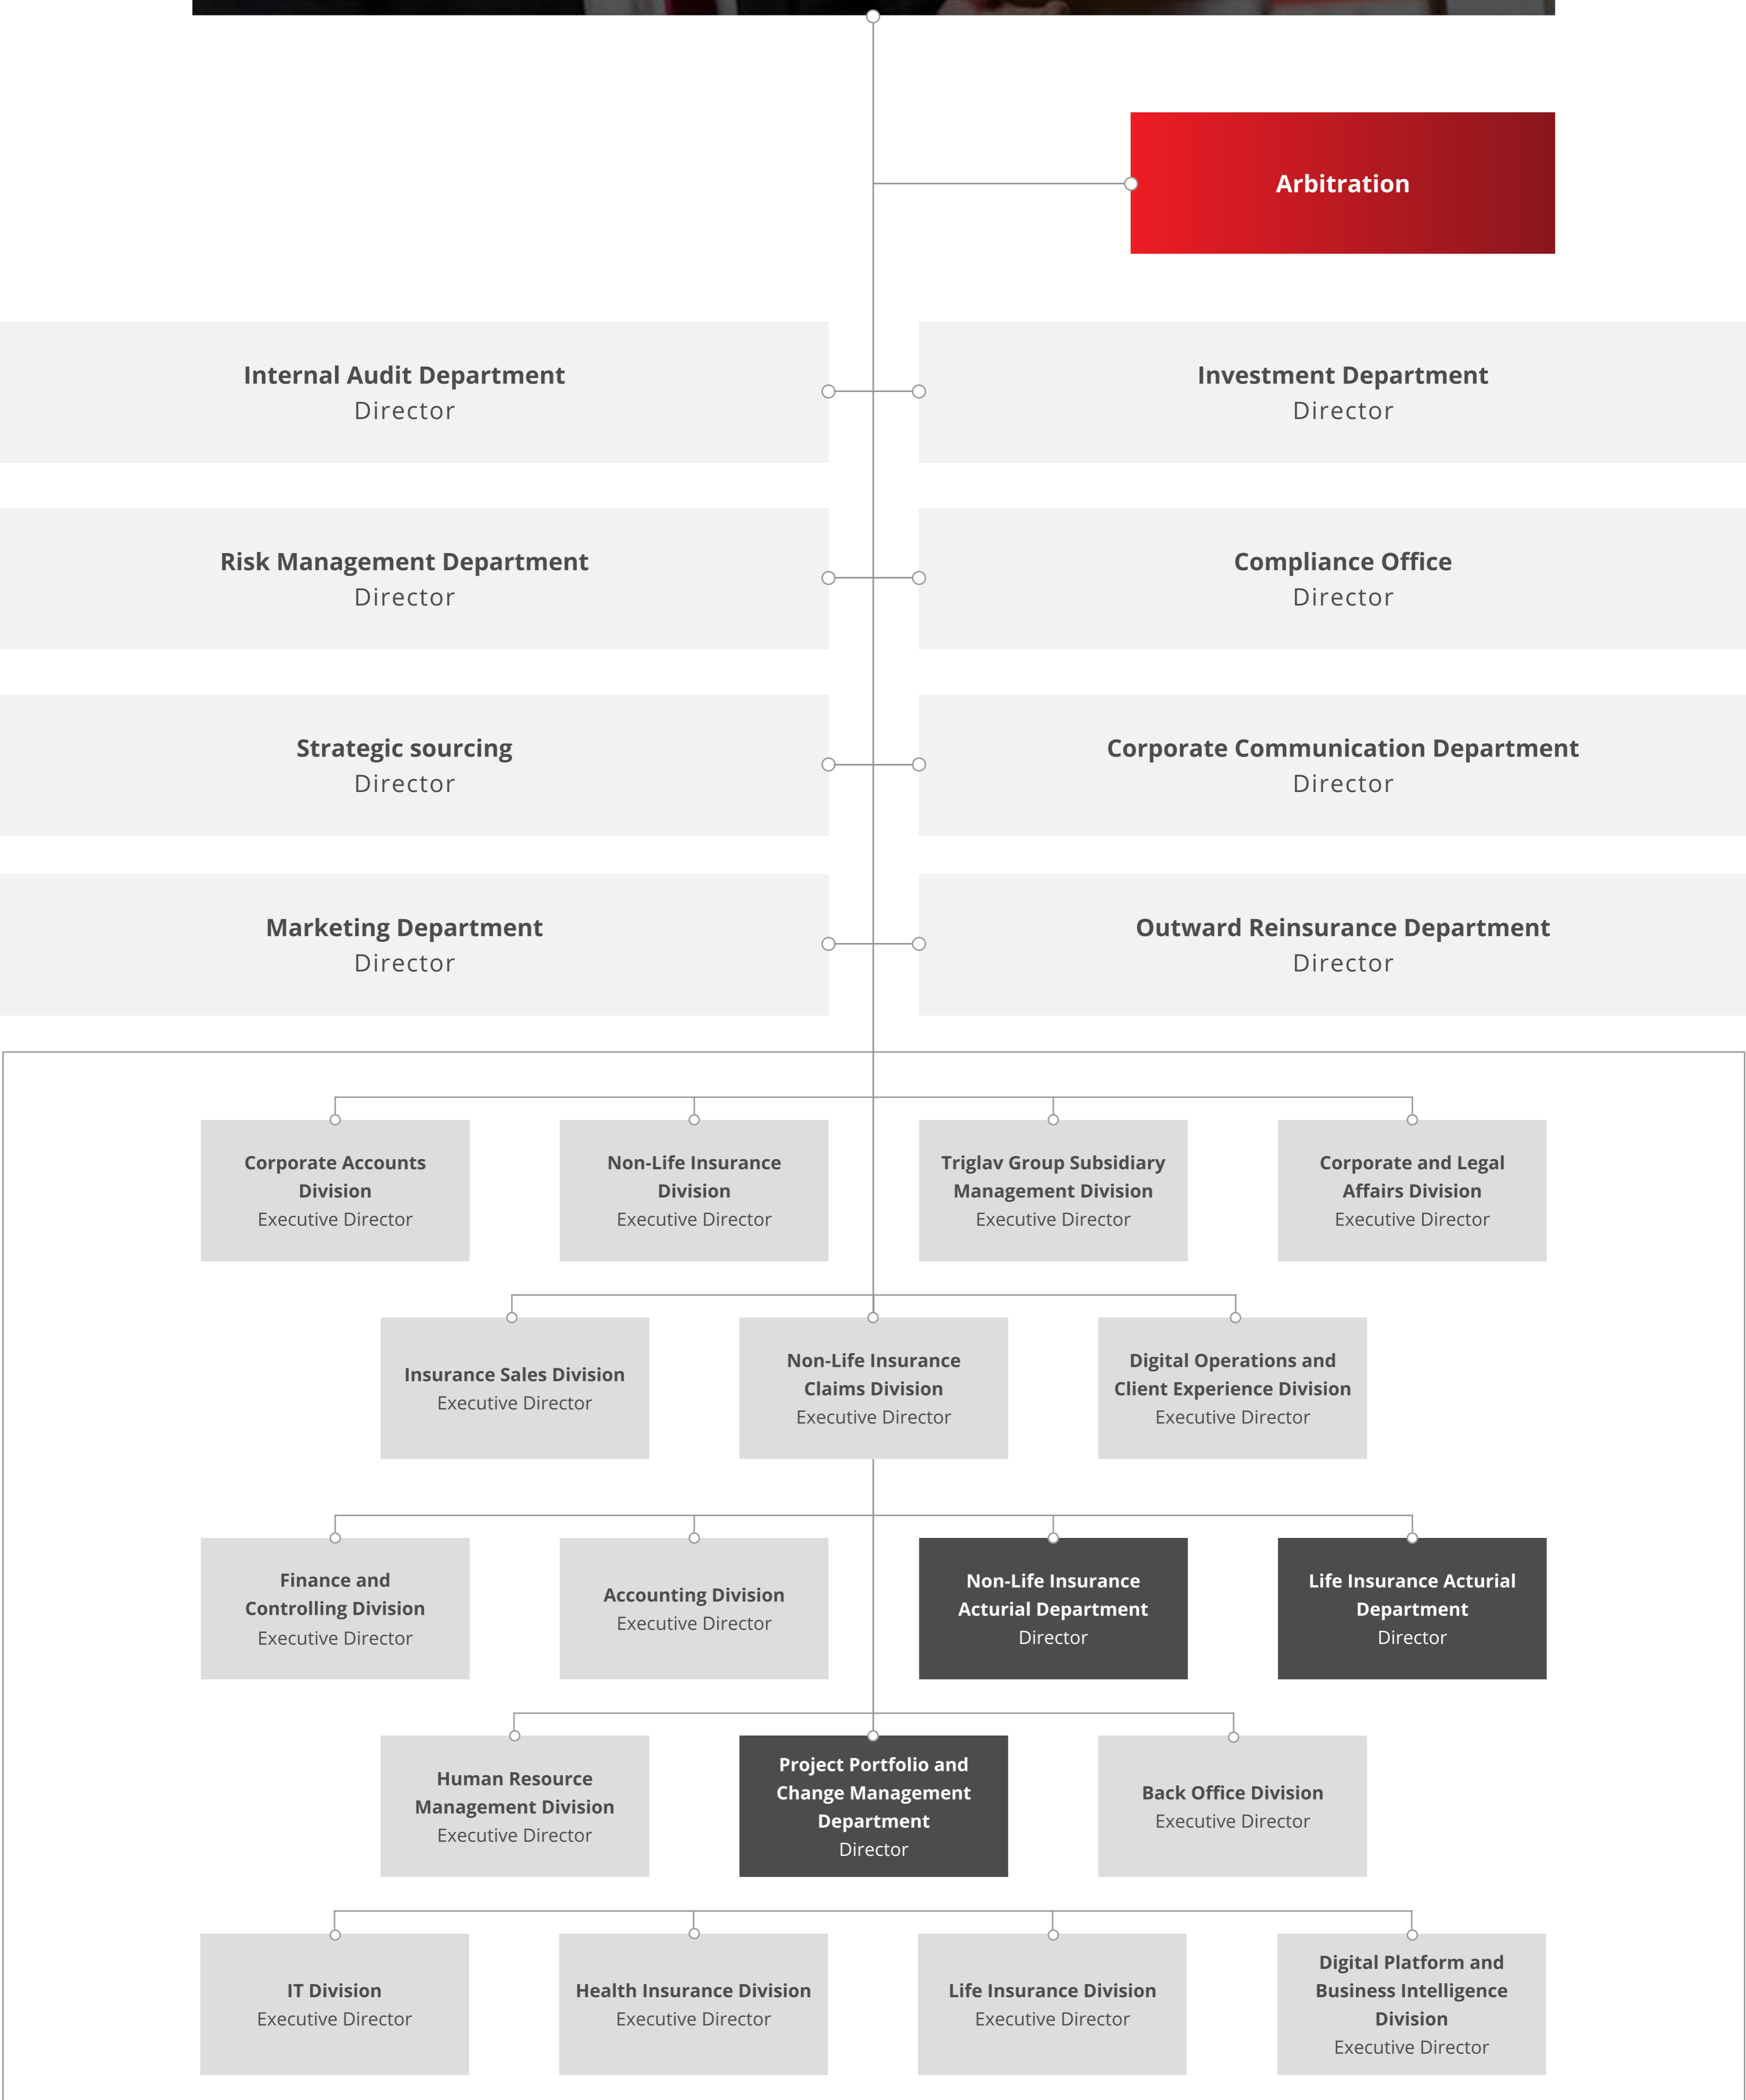 Arbitration
Internal Audit Department
Director
Investment Department
Director
Risk Management Department
Director
Compliance Office
Director
Strategic sourcing
Director
Corporate Communication Department
Director
Marketing Department
Director
Outward Reinsurance Department
Director
Corporate Accounts
Division
Executive Director
Non-Life Insurance
Division
Executive Director
Triglav Group Subsidiary
Management Division
Executive Director
Corporate and Legal
Affairs Division
Executive Director
Insurance Sales Division
Executive Director
Non-Life Insurance
Claims Division
Executive Director
Digital Operations and
Client Experience Division
Executive Director
Finance and
Controlling Division
Executive Director
Accounting Division
Executive Director
Non-Life Insurance
Acturial Department
Director
Life Insurance Acturial
Department
Director
Human Resource
Management Division
Executive Director
Project Portfolio and
Change Management
Department
Director
Back Office Division
Executive Director
IT Division
Executive Director
Health Insurance Division
Executive Director
Life Insurance Division
Executive Director
Digital Platform and
Business Intelligence
Division
Executive Director